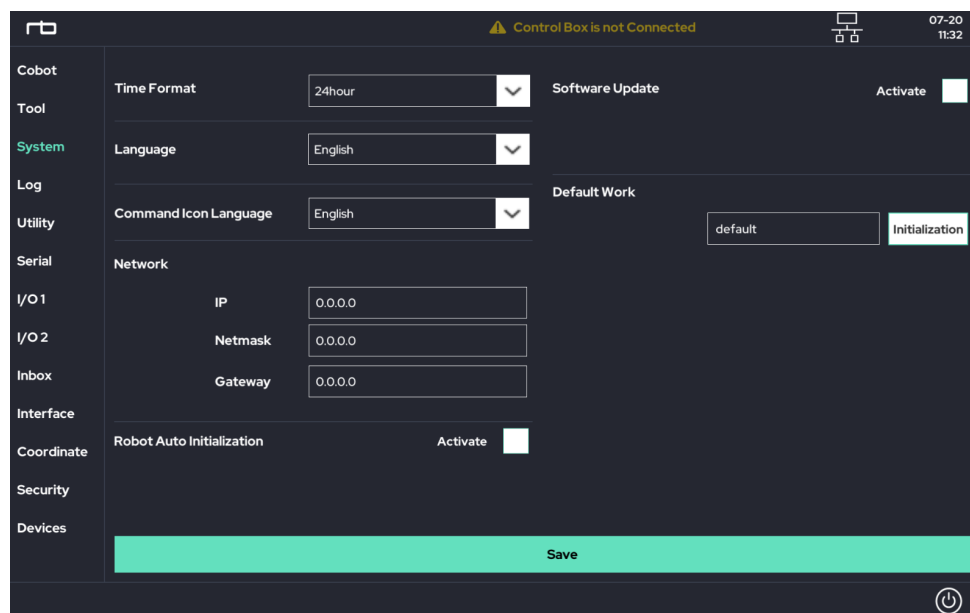 rb
Control Box is not Connected
07-20
11:32
Cobot
Tool
System
Log
Utility
Serial
I/O 1
I/O 2
Inbox
Interface
Coordinate
Security
Devices
Time Format
24hour
Language
English
Command Icon Language
English
Network
IP
0.0.0.0
Netmask
0.0.0.0
Gateway
0.0.0.0
Robot Auto Initialization
Activate
Software Update
Activate
Default Work
default
Initialization
Save